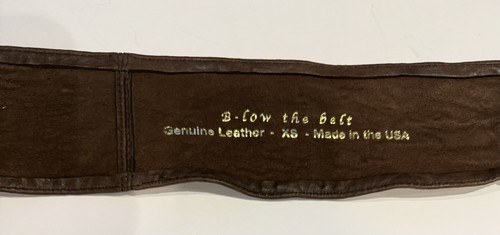 B-low the belt
Genuine Leather - XS - Made in the USA